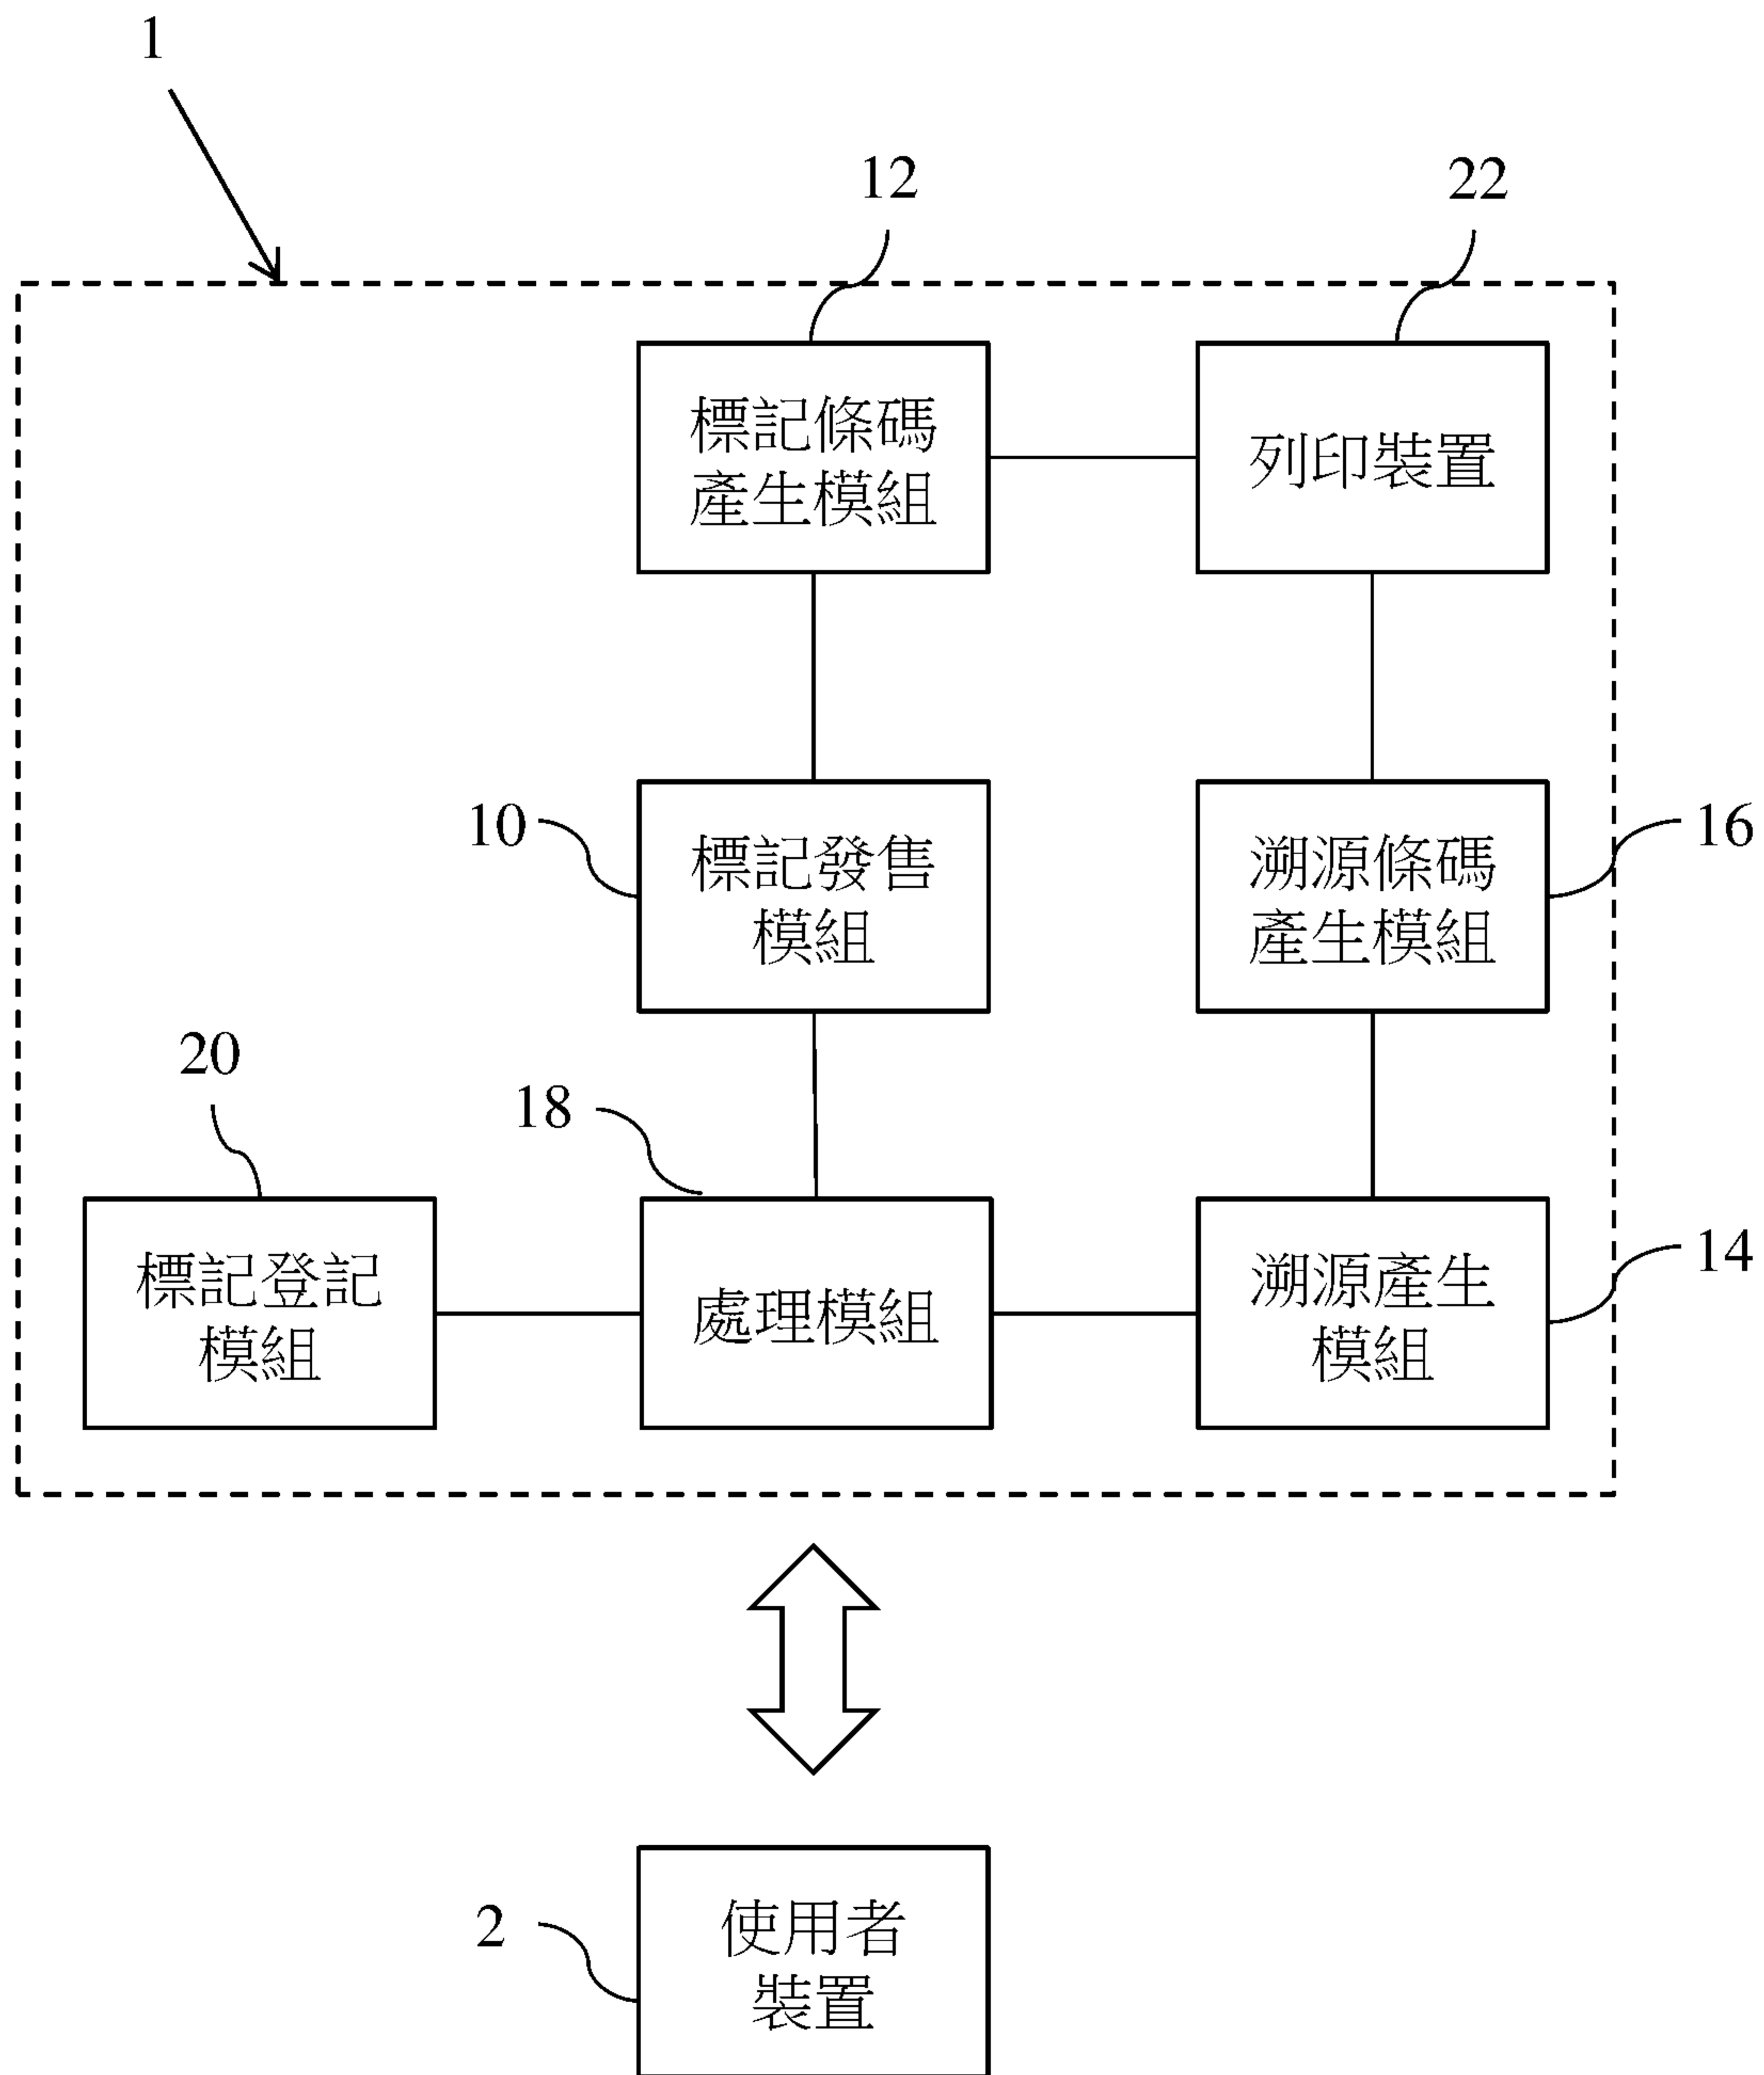 1
12
22
標記條碼
產生模組
列印裝置
10
標記發售
模組
溯源條碼
產生模組
16
20
18
標記登記
模組
處理模組
溯源產生
模組
14
2
使用者
裝置